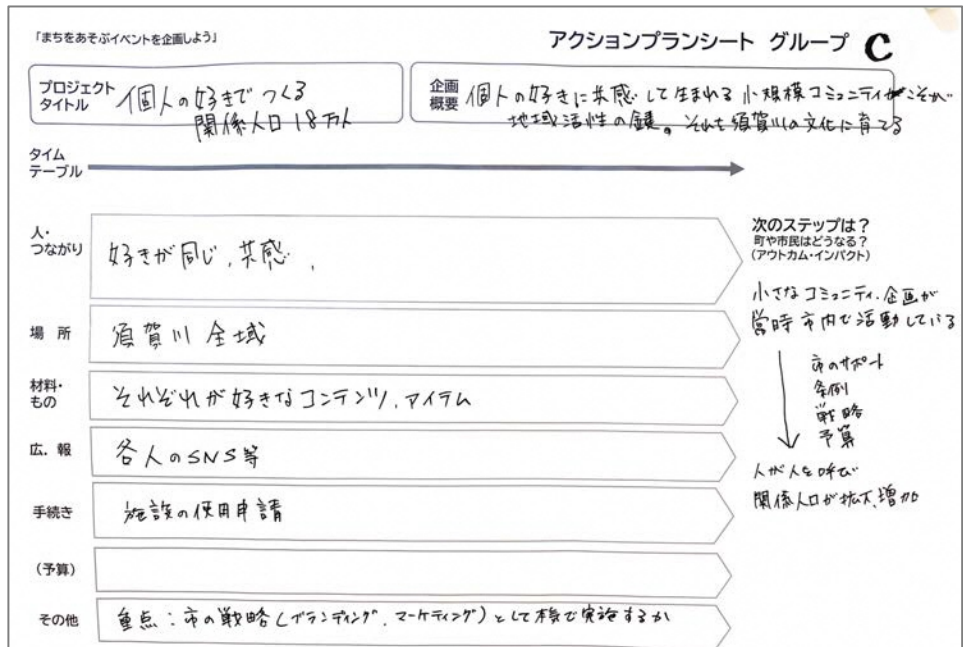 「まちをあそぶイベントを企画しよう」
アクションプランシート グループ C
プロジェクト
タイトル
個人の好きでつくる
関係人口18万人
企画
概要
個人の好きに共感して生まれる小規模コミュニティこそが
地域活性の鍵。それを須賀川の文化に育てる
タイム
テーブル
人・
つながり
好きが同じ、共感、
場 所
須賀川全域
材料・
もの
それぞれが好きなコンテンツ、アイテム
広. 報
各人のSNS等
手続き
施設の使用申請
(予算)
その他
重点:市の戦略(ブランディング、マーケティング)として本気で実施するか
次のステップは?
町や市民はどうなる?
(アウトカム・インパクト)
小さなコミュニティ、企画が
常時市内で活動している
市のサポート
条例
戦略
予算
人が人を呼び
関係人口が拡大、増加